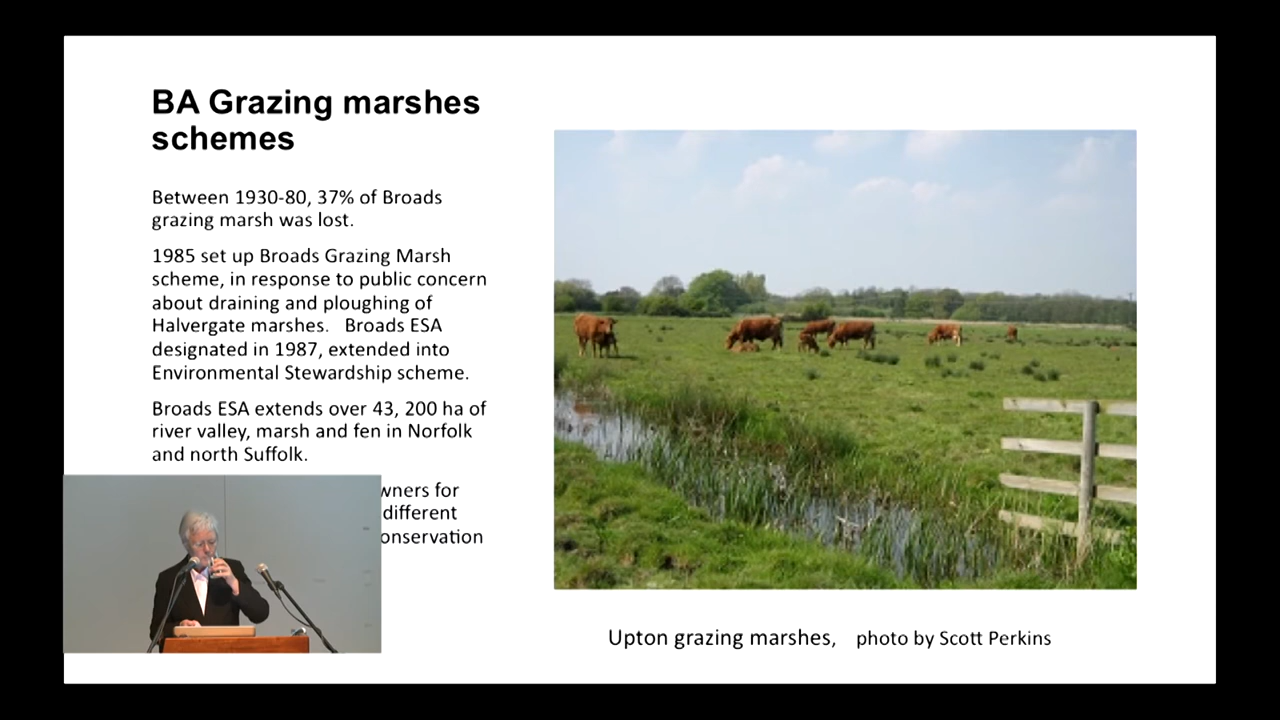 BA Grazing marshes
schemes
Between 1930-80, 37% of Broads
grazing marsh was lost.
1985 set up Broads Grazing Marsh
scheme, in response to public concern
about draining and ploughing of
Halvergate marshes.   Broads ESA
designated in 1987, extended into
Environmental Stewardship scheme.
Broads ESA extends over 43, 200 ha of
river valley, marsh and fen in Norfolk
and north Suffolk.
for
different
Upton grazing marshes,   photo by Scott Perkins